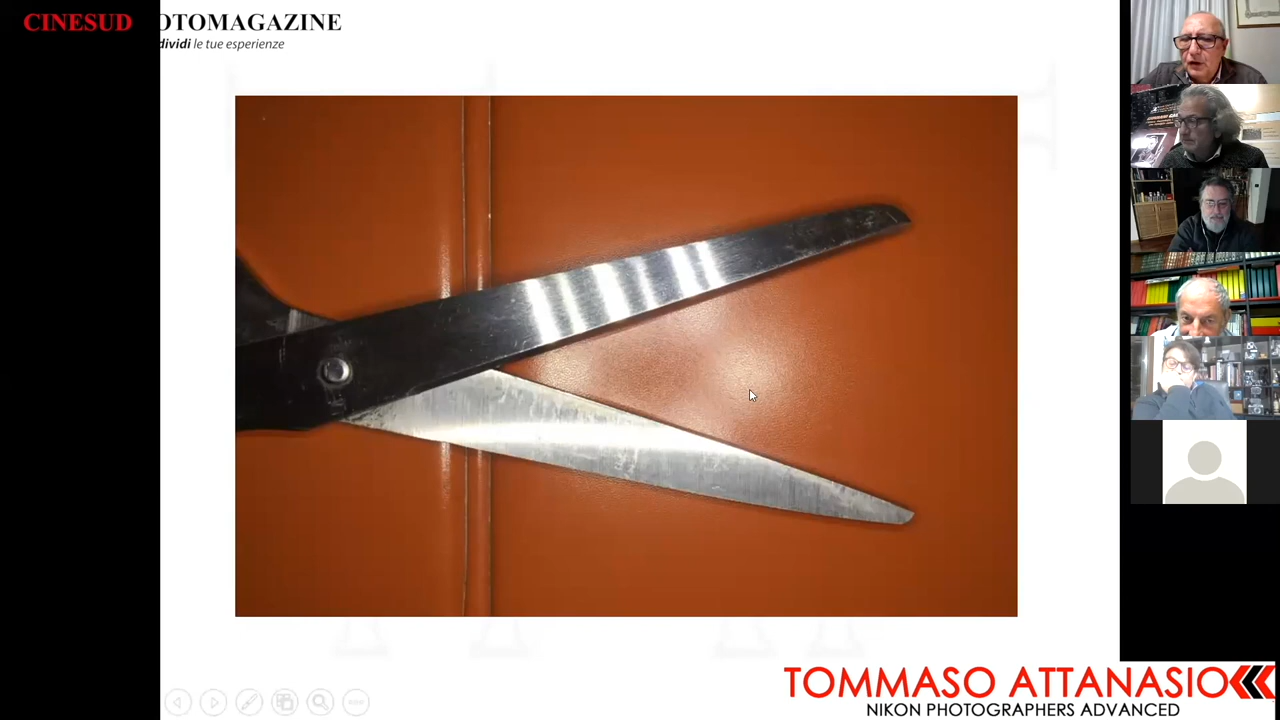 CINESUD
OTOMAGAZINE
dividi le tue esperienze
TOMMASO ATTANASIO
NIKON PHOTOGRAPHERS ADVANCED